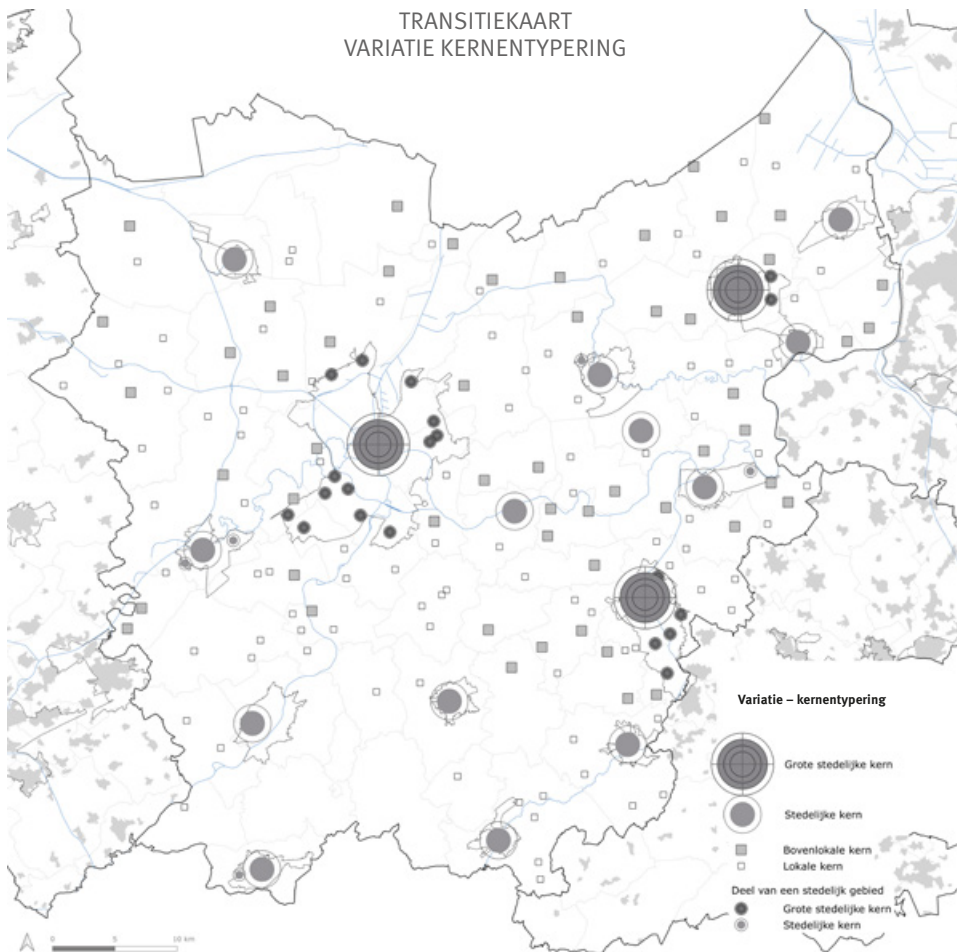 TRANSITIEKAART
VARIATIE KERNENTYPERING
Variatie – kernentypering
Grote stedelijke kern
Stedelijke kern
Bovenlokale kern
Lokale kern
Deel van een stedelijk gebied
Grote stedelijke kern
Stedelijke kern
0 5 10 km